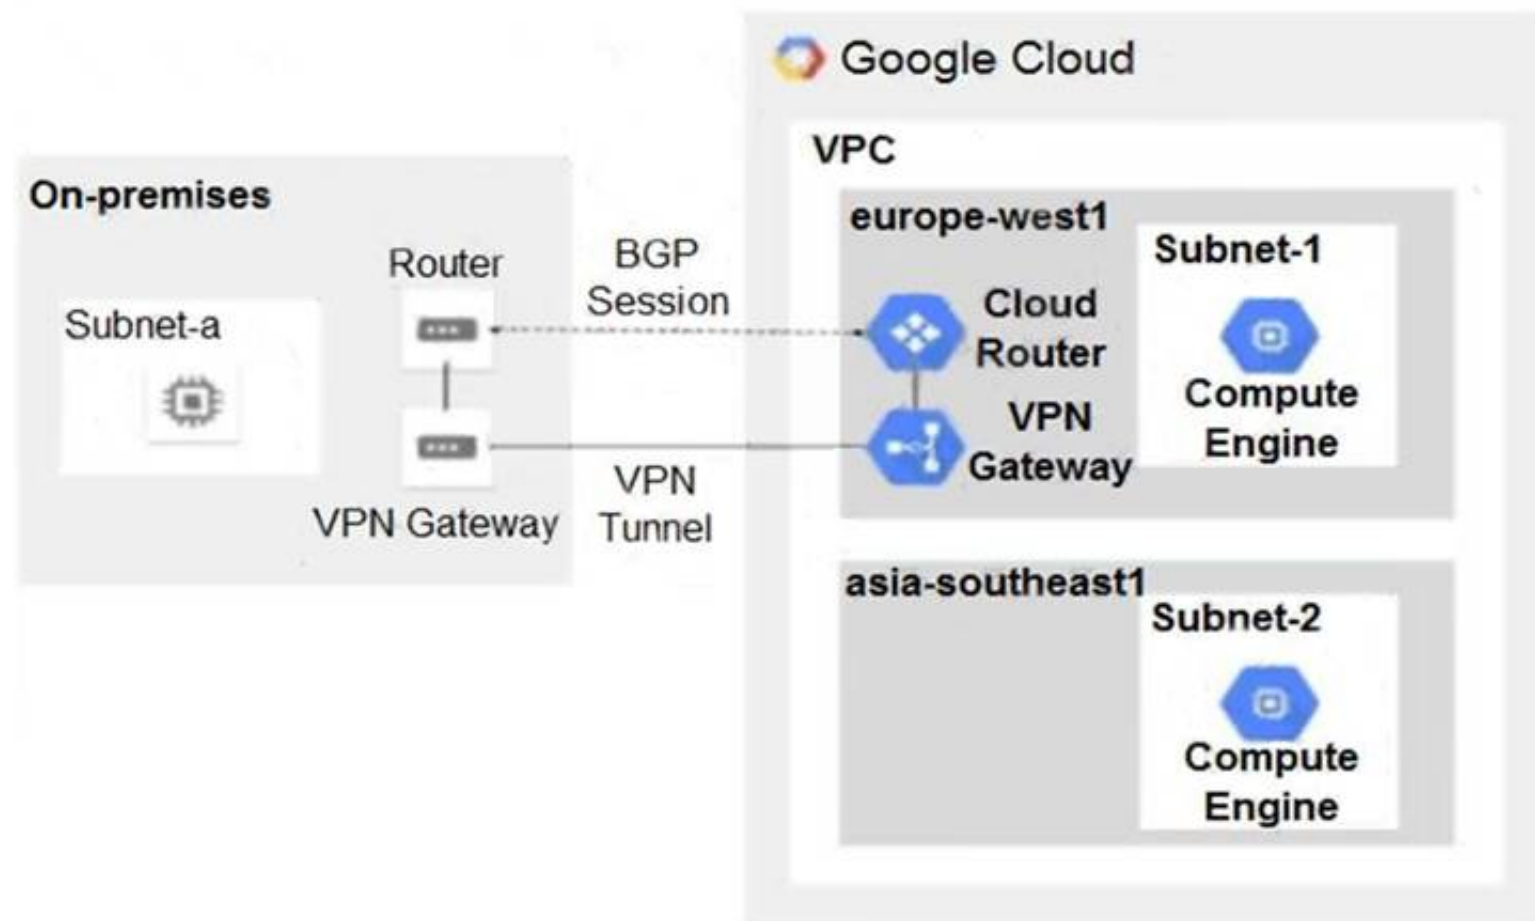 Google Cloud
VPC
On-premises
europe-west1
Subnet-1
Router
BGP
Session
Subnet-a
Cloud
Router
Compute
Engine
VPN
Gateway
VPN Gateway
VPN
Tunnel
asia-southeast1
Subnet-2
Compute
Engine